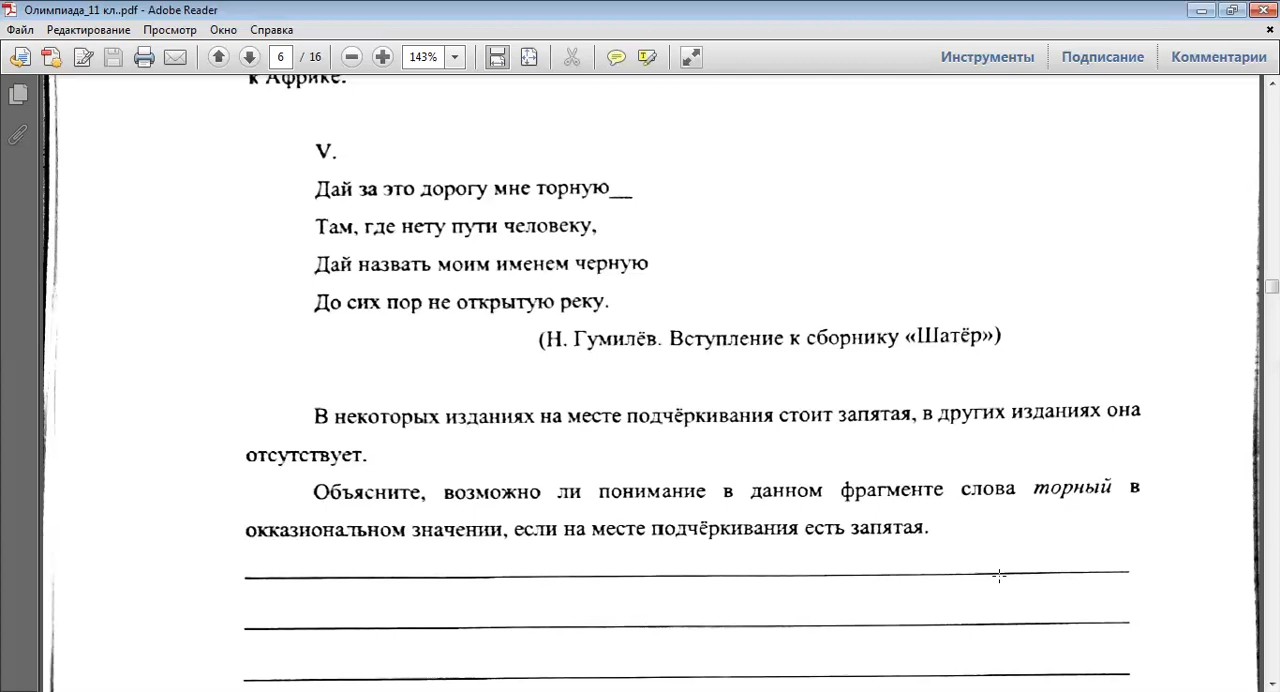 Олимпиада_11 кл..pdf - Adobe Reader
Файл Редактирование Просмотр Окно Справка
6 / 16 143% Инструменты Подписание Комментарии
к Африке.
V.
Дай за это дорогу мне торную__
Там, где нету пути человеку,
Дай назвать моим именем черную
До сих пор не открытую реку.
(Н. Гумилёв. Вступление к сборнику «Шатёр»)
В некоторых изданиях на месте подчёркивания стоит запятая, в других изданиях она
отсутствует.
Объясните, возможно ли понимание в данном фрагменте слова торный в
окказиональном значении, если на месте подчёркивания есть запятая.